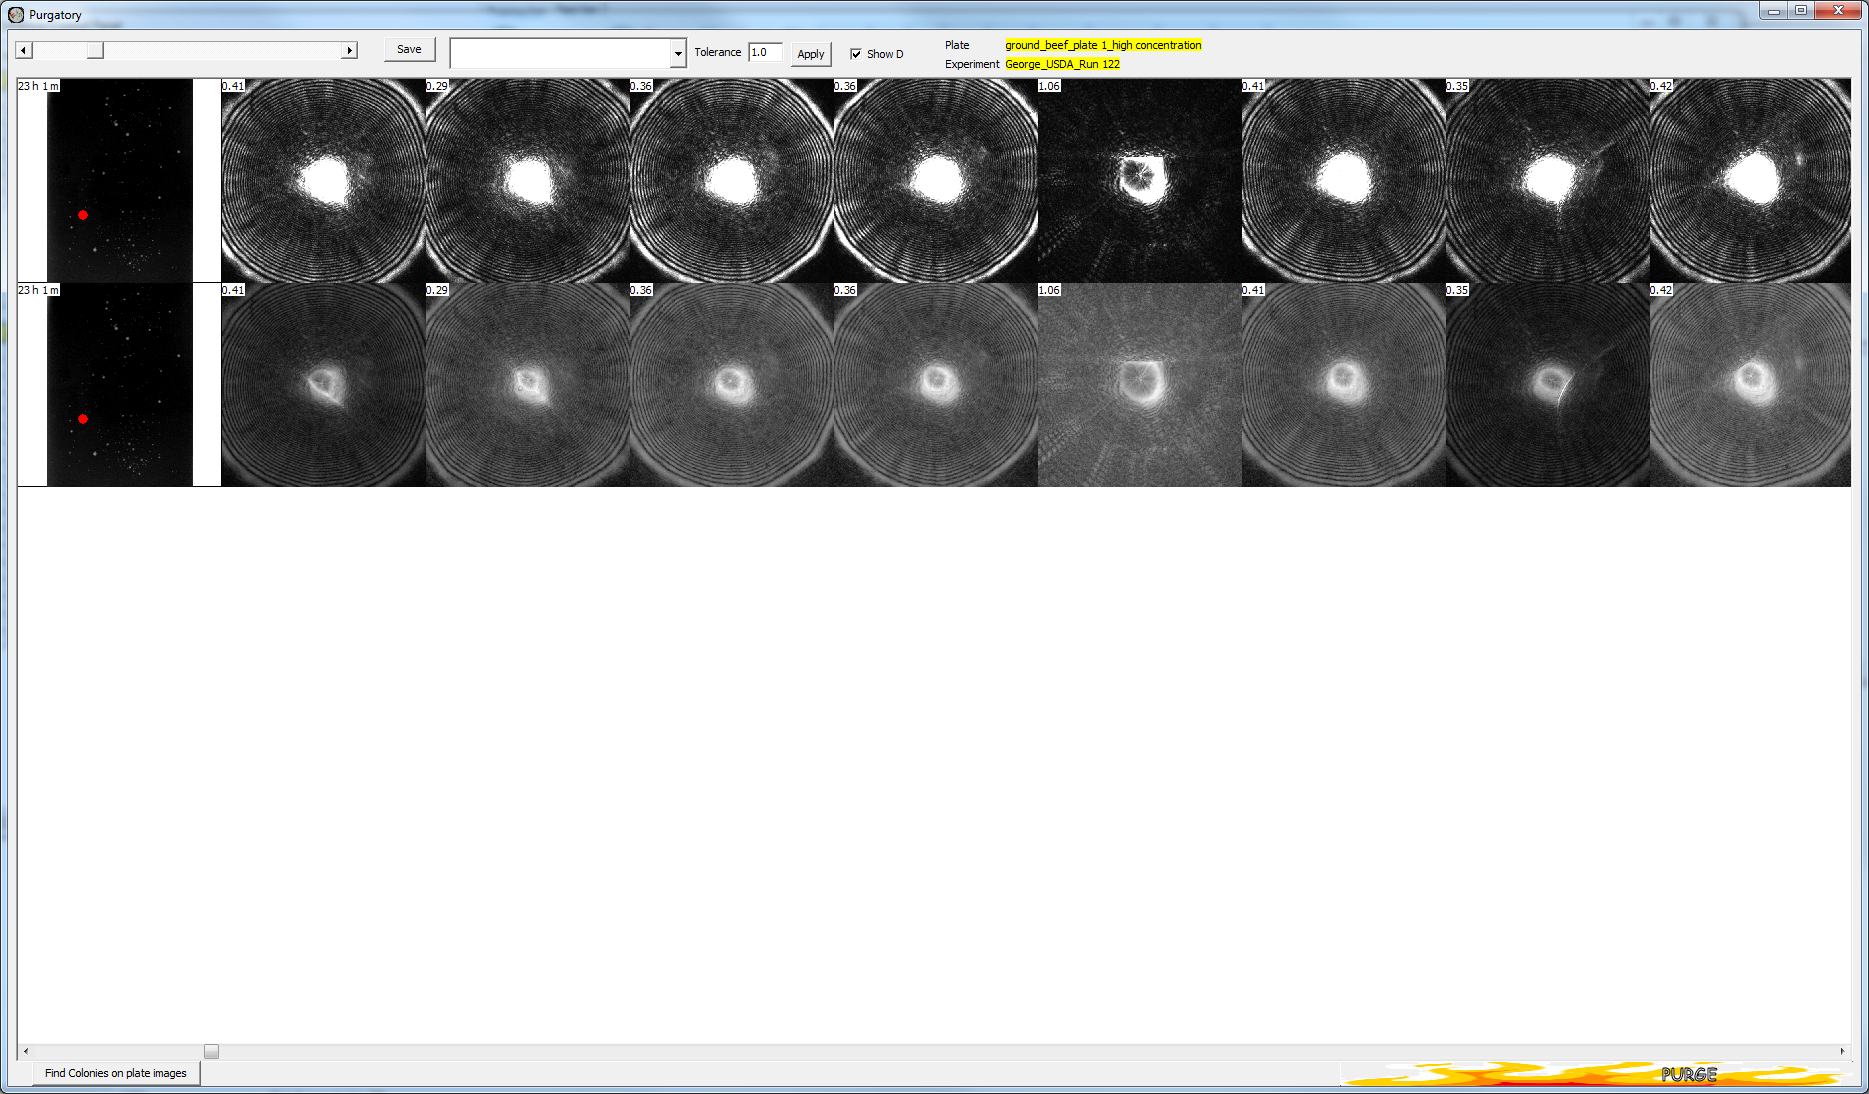 Purgatory
Save
Tolerance 1.0 Apply Show D
Plate ground_beef_plate 1_high concentration
Experiment George_USDA_Run 122
23 h 1 m 0.41 0.29 0.36 0.36 1.06 0.41 0.35 0.42
23 h 1 m 0.41 0.29 0.36 0.36 1.06 0.41 0.35 0.42
Find Colonies on plate images
PURGE